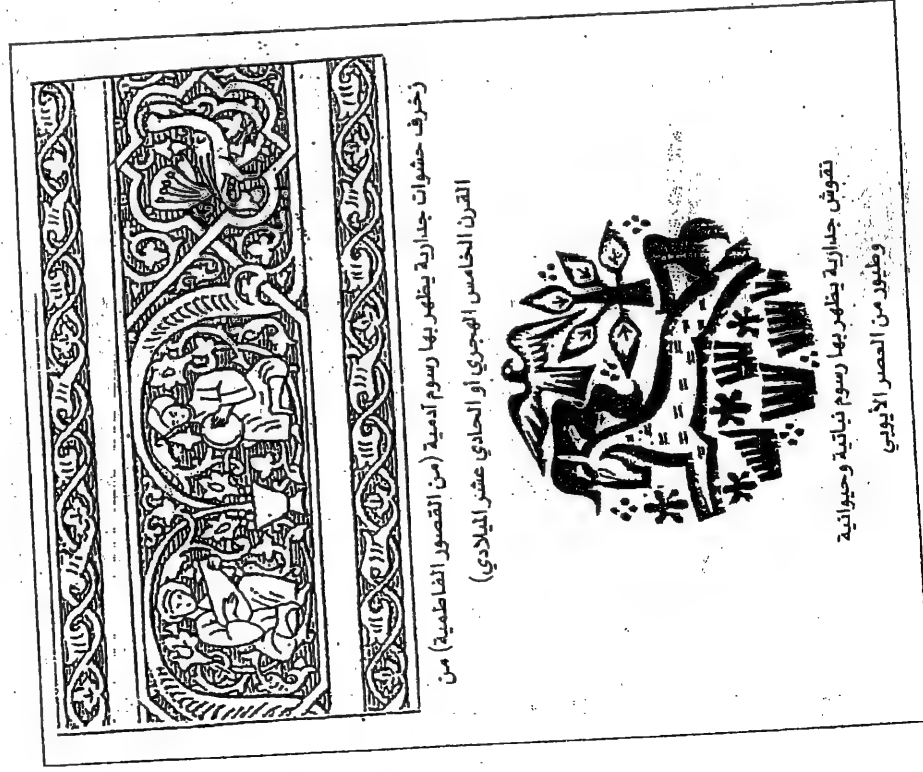 زخرف حشوات جدارية يظهر بها رسوم آدمية (من القصور الفاطمية) من
القرن الخامس الهجري أو الحادي عشر الميلادي)
نقوش جدارية يظهر بها رسوم نباتية وحيوانية
وطيور من العصر الأيوبي